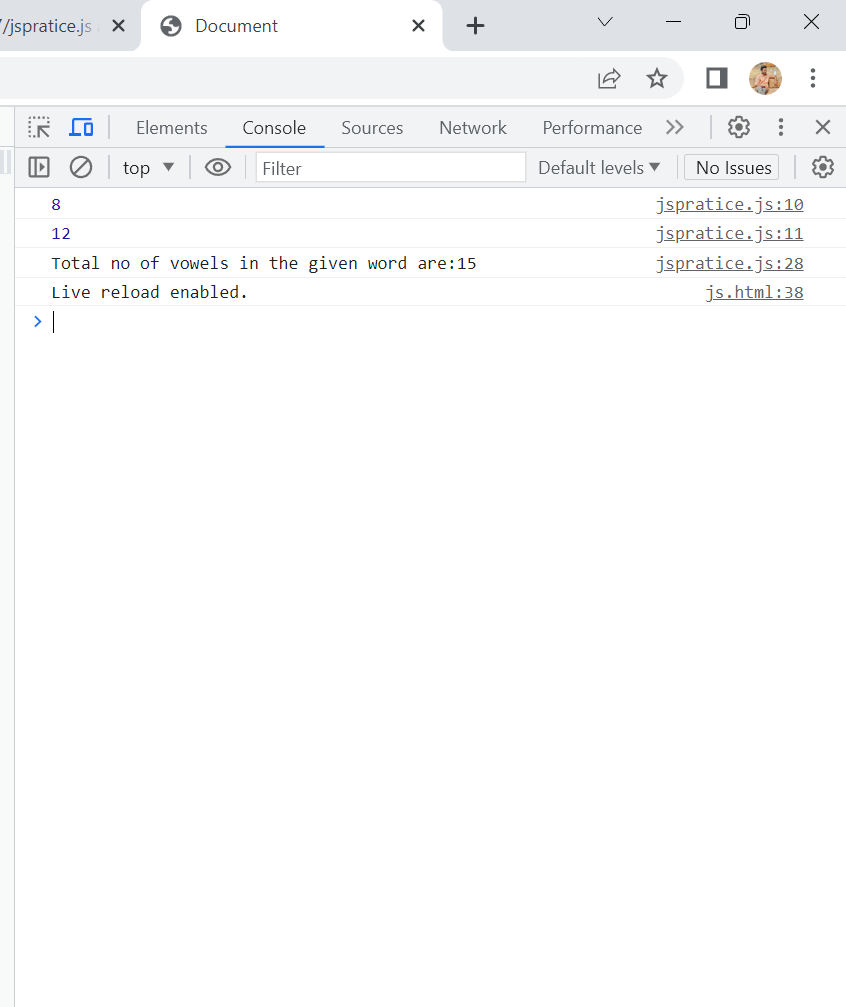 /jspratice.js
Document
Elements Console Sources Network Performance
top Filter Default levels No Issues
8 jspratice.js:10
12 jspratice.js:11
Total no of vowels in the given word are:15 jspratice.js:28
Live reload enabled. js.html:38